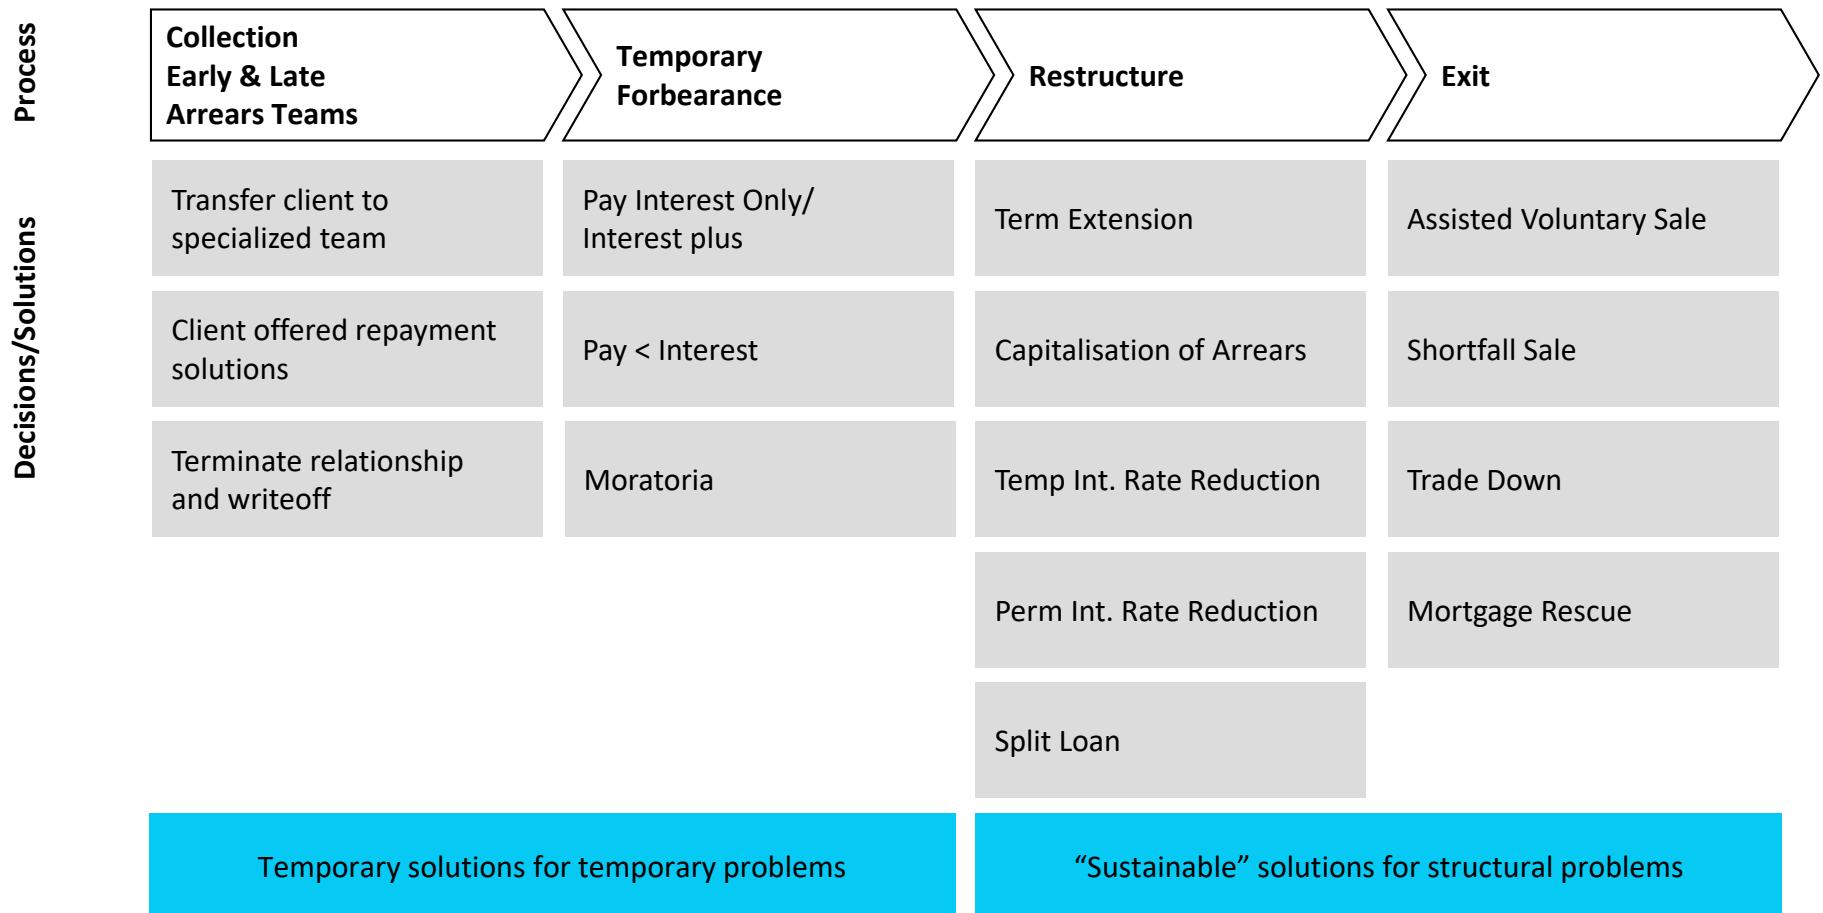 Process
Collection
Early & Late
Arrears Teams
Temporary
Forbearance
Restructure
Exit
Decisions/Solutions
Transfer client to
specialized team
Client offered repayment
solutions
Terminate relationship
and writeoff
Pay Interest Only/
Interest plus
Pay < Interest
Moratoria
Term Extension
Capitalisation of Arrears
Temp Int. Rate Reduction
Perm Int. Rate Reduction
Split Loan
Assisted Voluntary Sale
Shortfall Sale
Trade Down
Mortgage Rescue
Temporary solutions for temporary problems
“Sustainable” solutions for structural problems